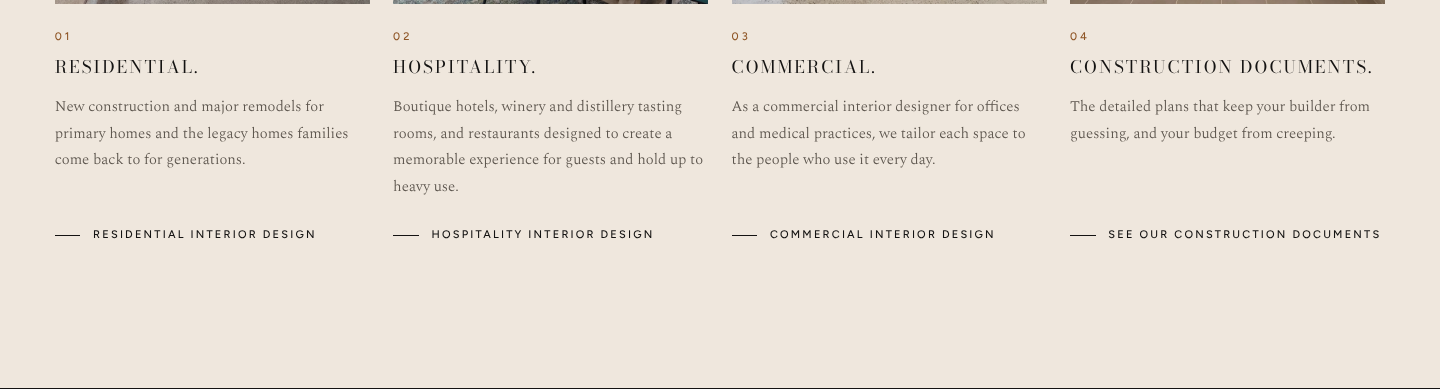 01
RESIDENTIAL.
New construction and major remodels for
primary homes and the legacy homes families
come back to for generations.
RESIDENTIAL INTERIOR DESIGN
02
HOSPITALITY.
Boutique hotels, winery and distillery tasting
rooms, and restaurants designed to create a
memorable experience for guests and hold up to
heavy use.
HOSPITALITY INTERIOR DESIGN
03
COMMERCIAL.
As a commercial interior designer for offices
and medical practices, we tailor each space to
the people who use it every day.
COMMERCIAL INTERIOR DESIGN
04
CONSTRUCTION DOCUMENTS.
The detailed plans that keep your builder from
guessing, and your budget from creeping.
SEE OUR CONSTRUCTION DOCUMENTS